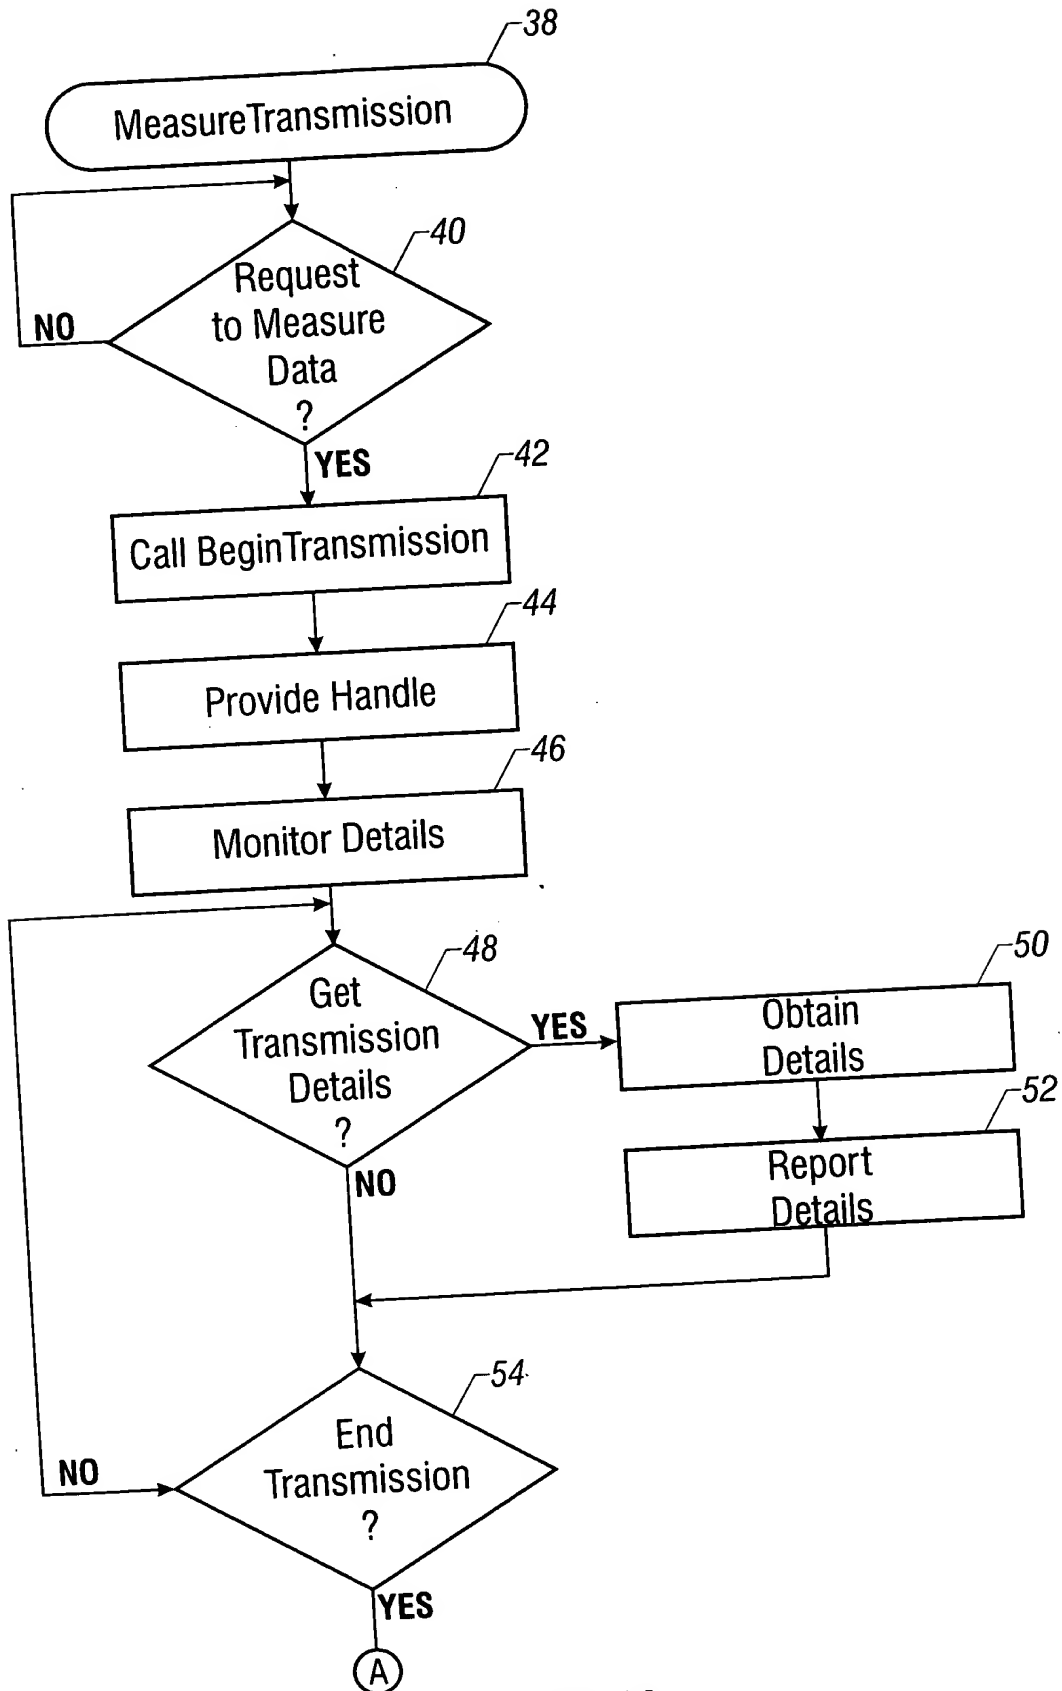 38
MeasureTransmission
40
Request
to Measure
Data
?
NO
YES
42
Call BeginTransmission
44
Provide Handle
46
Monitor Details
48
Get
Transmission
Details
?
YES
50
Obtain
Details
52
Report
Details
NO
54
End
Transmission
?
NO
YES
A